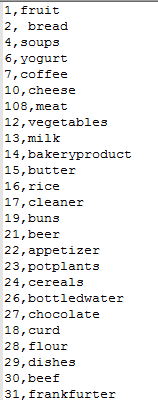 1,fruit
2, bread
4,soups
6,yogurt
7,coffee
10,cheese
108,meat
12,vegetables
13,milk
14,bakeryproduct
15,butter
16,rice
17,cleaner
19,buns
21,beer
22,appetizer
23,potplants
24,cereals
26,bottledwater
27,chocolate
18,curd
28,flour
29,dishes
30,beef
31,frankfurter